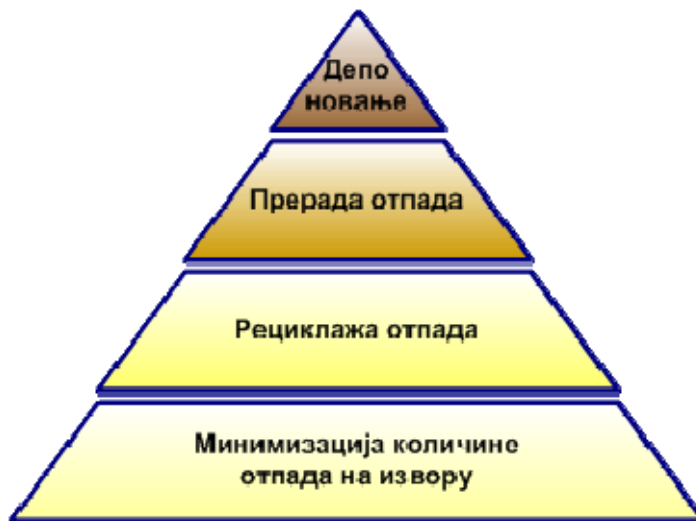 Депо
новање
Прерада отпада
Рециклажа отпада
Минимизација количине
отпада на извору